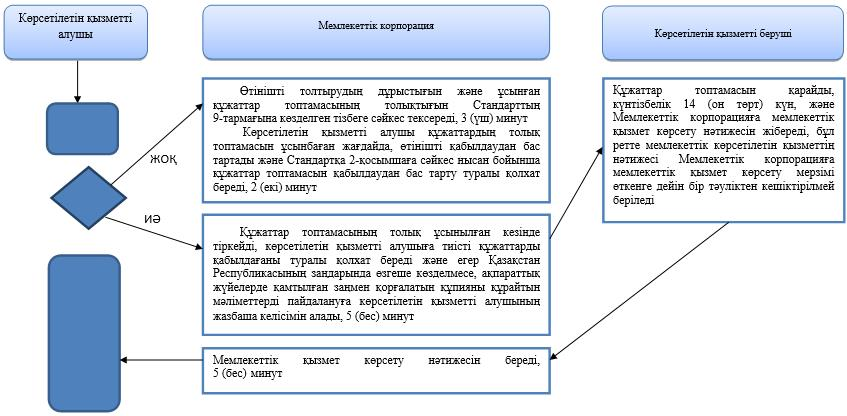 Көрсетілетін қызметті
алушы
Мемлекеттік корпорация
Көрсетілетін қызметті беруші
Өтінішті толтырудың дұрыстығын және ұсынған
құжаттар топтамасының толықтығын Стандарттың
9-тармағына көзделген тізбеге сәйкес тексереді, 3 (үш) минут
Көрсетілетін қызметті алушы құжаттардың толық
топтамасын ұсынбаған жағдайда, өтінішті қабылдаудан бас
тартады және Стандартқа 2-қосымшаға сәйкес нысан бойынша
құжаттар топтамасын қабылдаудан бас тарту туралы қолхат
береді, 2 (екі) минут
Құжаттар топтамасын қарайды,
күнтізбелік 14 (он төрт) күн, және
Мемлекеттік корпорацияға мемлекеттік
қызмет көрсету нәтижесін жібереді, бұл
ретте мемлекеттік көрсетілетін қызметтің
нәтижесі Мемлекеттік корпорацияға
мемлекеттік қызмет көрсету мерзімі
өткенге дейін бір тәуліктен кешіктірілмей
беріледі
жоқ
иә
Құжаттар топтамасының толық ұсынылған кезінде
тіркейді, көрсетілетін қызметті алушыға тиісті құжаттарды
қабылдағаны туралы қолхат береді және егер Қазақстан
Республикасының заңдарында өзгеше көзделмесе, ақпараттық
жүйелерде қамтылған заңмен қорғалатын құпияны құрайтын
мәліметтерді пайдалануға көрсетілетін қызметті алушының
жазбаша келісімін алады, 5 (бес) минут
Мемлекеттік қызмет көрсету нәтижесін береді,
5 (бес) минут